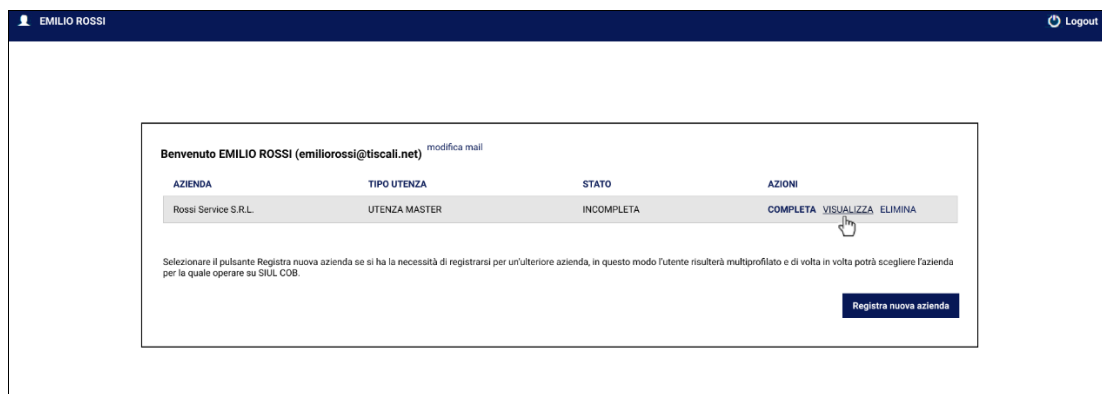 EMILIO ROSSI Logout
Benvenuto EMILIO ROSSI (emiliorossi@tiscali.net) modifica mail
AZIENDA TIPO UTENZA STATO AZIONI
Rossi Service S.R.L. UTENZA MASTER INCOMPLETA COMPLETA VISUALIZZA ELIMINA
Selezionare il pulsante Registra nuova azienda se si ha la necessità di registrarsi per un'ulteriore azienda, in questo modo l'utente risulterà multiprofilato e di volta in volta potrà scegliere l'azienda
per la quale operare su SIUL COB.
Registra nuova azienda